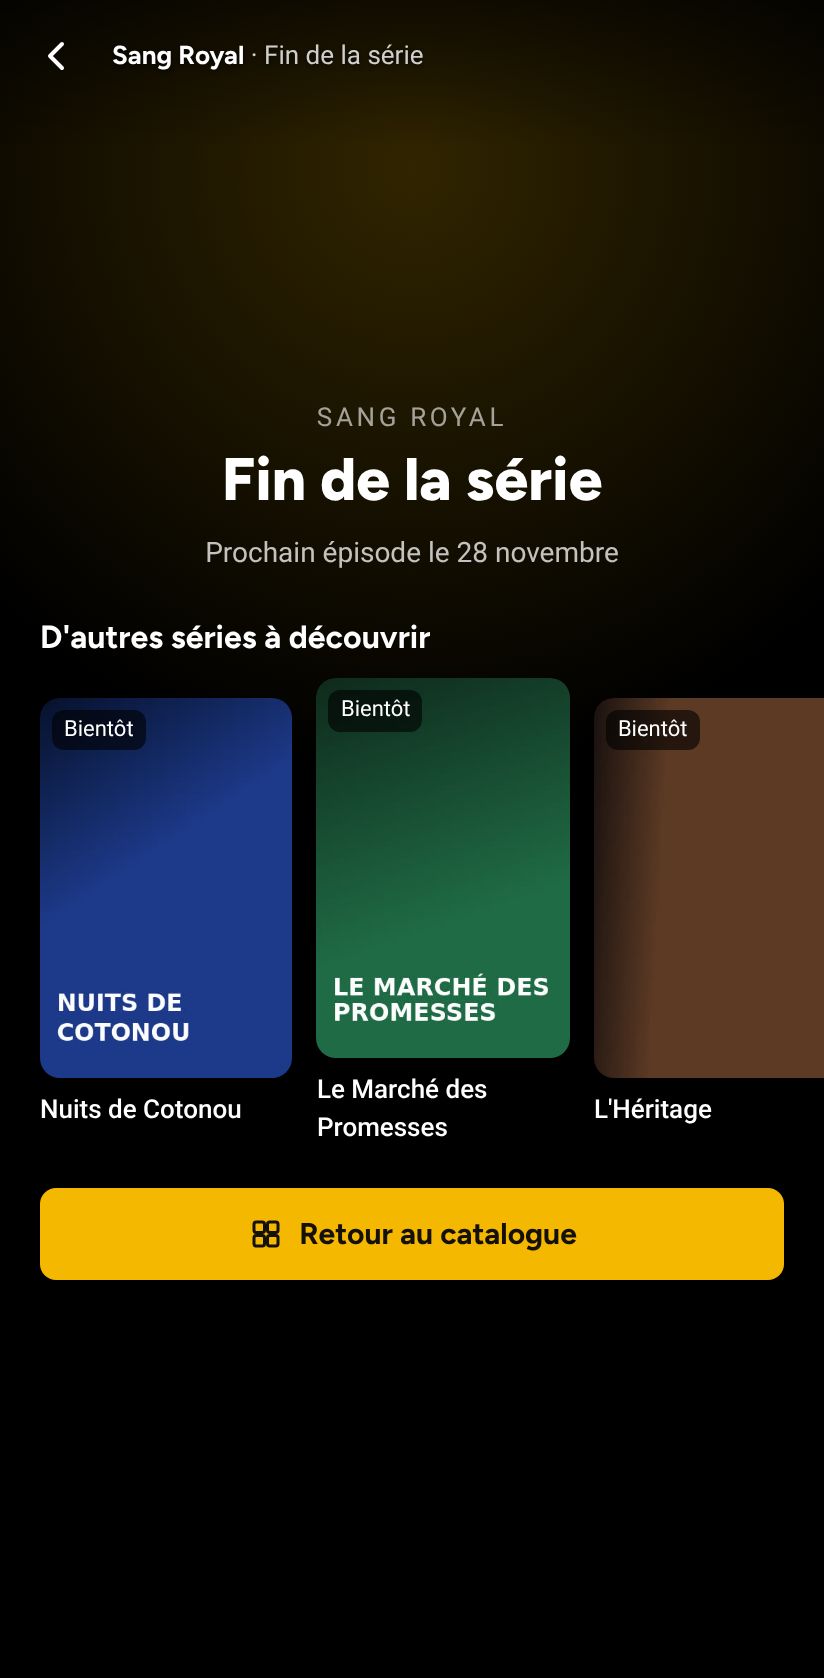 Sang Royal · Fin de la série
SANG ROYAL
Fin de la série
Prochain épisode le 28 novembre
D'autres séries à découvrir
Bientôt
NUITS DE
COTONOU
Nuits de Cotonou
Bientôt
LE MARCHÉ DES
PROMESSES
Le Marché des
Promesses
Bientôt
L'Héritage
Retour au catalogue